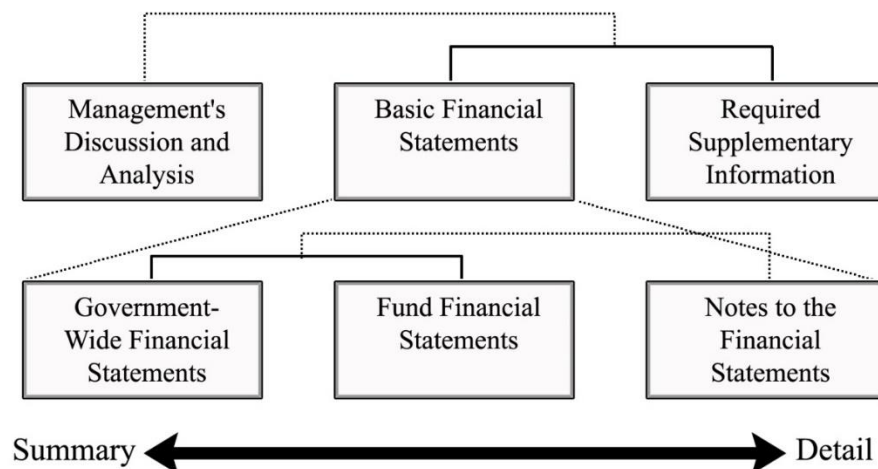 Management's
Discussion and
Analysis
Basic Financial
Statements
Required
Supplementary
Information
Government-
Wide Financial
Statements
Fund Financial
Statements
Notes to the
Financial
Statements
Summary
Detail